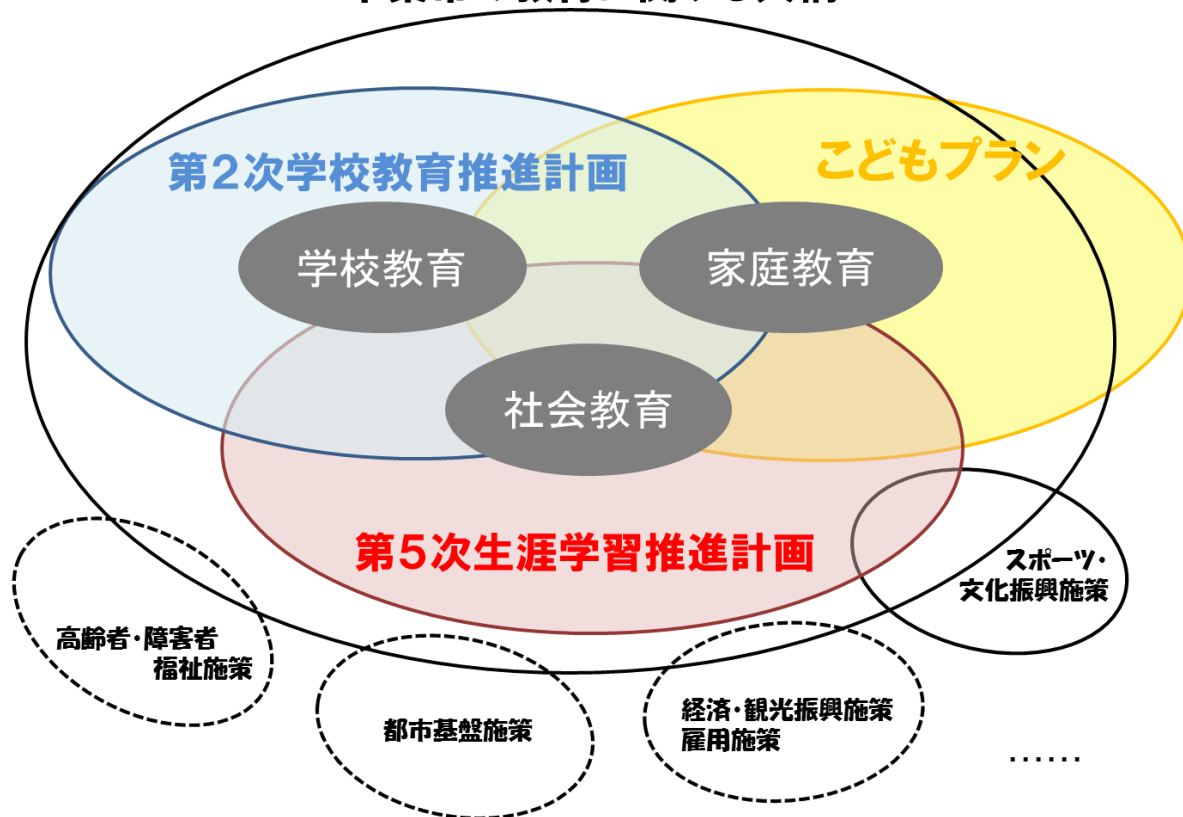 第2次学校教育推進計画
こどもプラン
学校教育
家庭教育
社会教育
第5次生涯学習推進計画
スポーツ・
文化振興施策
高齢者・障害者
福祉施策
都市基盤施策
経済・観光振興施策
雇用施策
……